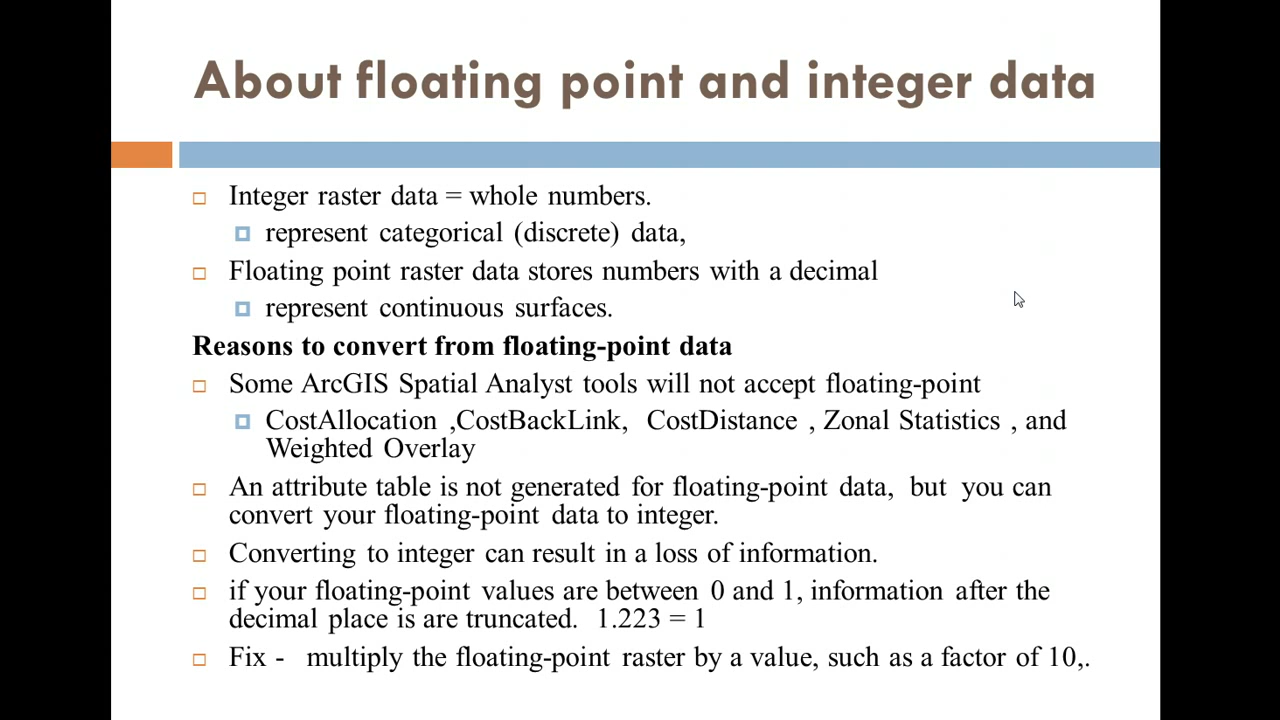 About floating point and integer data
Integer raster data = whole numbers.
represent categorical (discrete) data,
Floating point raster data stores numbers with a decimal
represent continuous surfaces.
Reasons to convert from floating-point data
Some ArcGIS Spatial Analyst tools will not accept floating-point
CostAllocation ,CostBackLink, CostDistance , Zonal Statistics , and
Weighted Overlay
An attribute table is not generated for floating-point data, but you can
convert your floating-point data to integer.
Converting to integer can result in a loss of information.
if your floating-point values are between 0 and 1, information after the
decimal place is are truncated. 1.223 = 1
Fix - multiply the floating-point raster by a value, such as a factor of 10,.